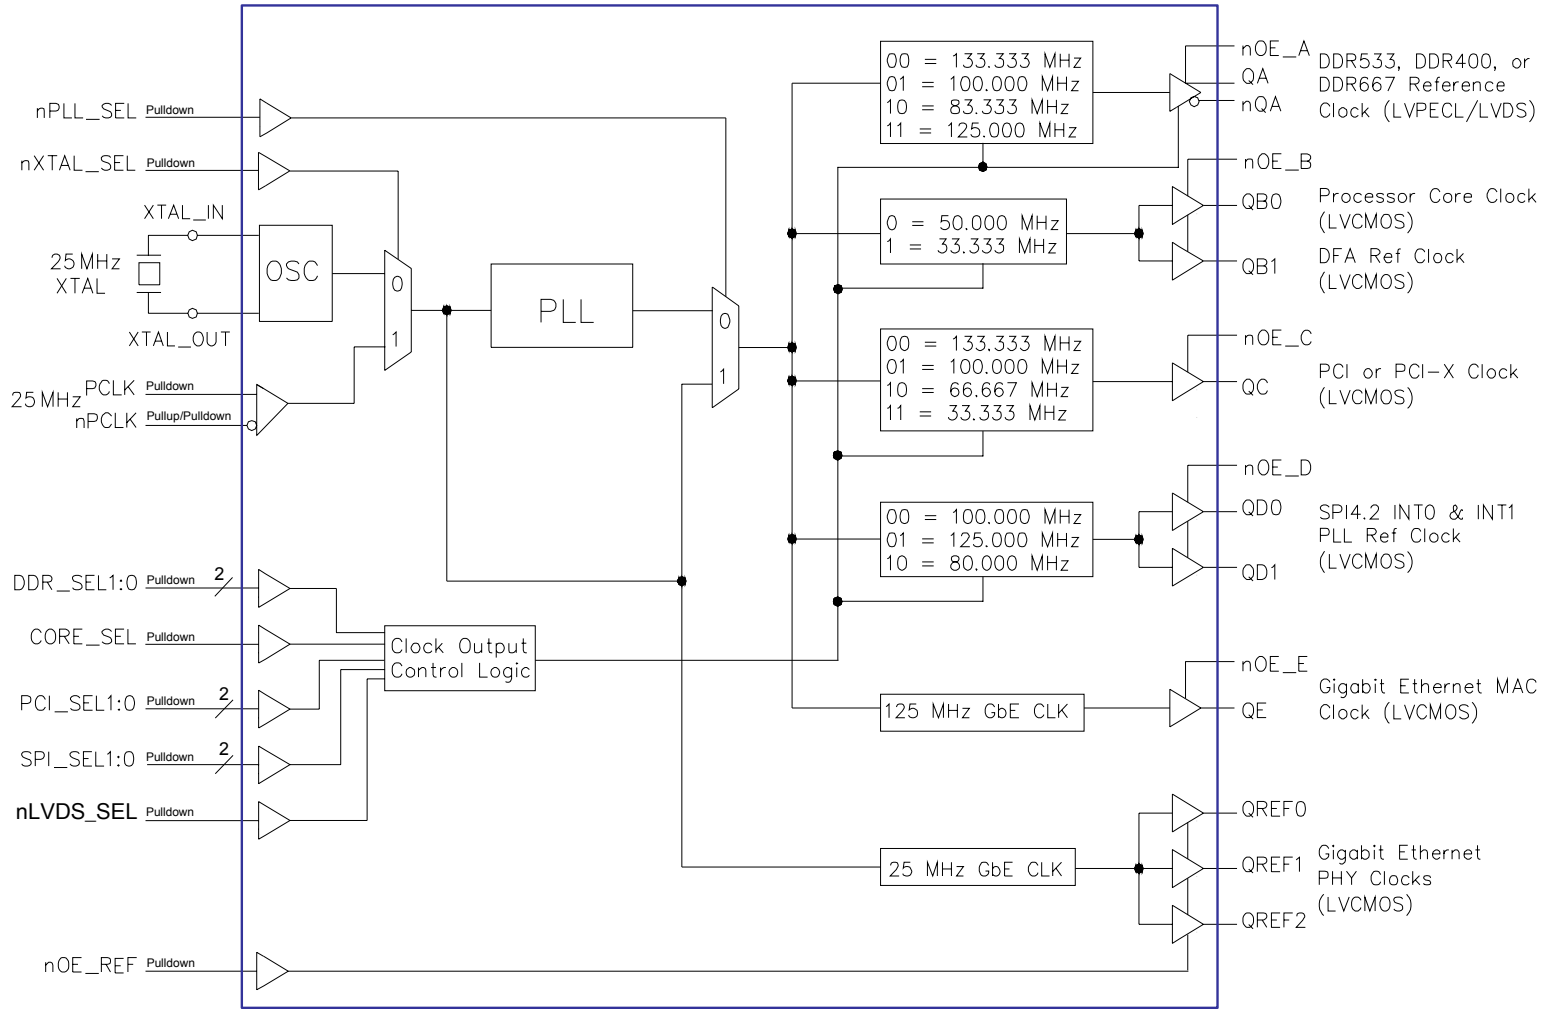 nPLL_SEL Pulldown
nXTAL_SEL Pulldown
XTAL_IN
25 MHz
XTAL
XTAL_OUT
OSC
0
1
25 MHz
PCLK Pulldown
nPCLK Pullup/Pulldown
PLL
0
1
DDR_SEL1:0 Pulldown 2
CORE_SEL Pulldown
PCI_SEL1:0 Pulldown 2
SPI_SEL1:0 Pulldown 2
nLVDS_SEL Pulldown
nOE_REF Pulldown
Clock Output
Control Logic
00 = 133.333 MHz
01 = 100.000 MHz
10 = 83.333 MHz
11 = 125.000 MHz
nOE_A
QA
nQA
DDR533, DDR400, or
DDR667 Reference
Clock (LVPECL/LVDS)
0 = 50.000 MHz
1 = 33.333 MHz
nOE_B
QB0
QB1
Processor Core Clock
(LVCMOS)
DFA Ref Clock
(LVCMOS)
00 = 133.333 MHz
01 = 100.000 MHz
10 = 66.667 MHz
11 = 33.333 MHz
nOE_C
QC
PCI or PCI-X Clock
(LVCMOS)
00 = 100.000 MHz
01 = 125.000 MHz
10 = 80.000 MHz
nOE_D
QD0
QD1
SPI4.2 INT0 & INT1
PLL Ref Clock
(LVCMOS)
125 MHz GbE CLK
nOE_E
QE
Gigabit Ethernet MAC
Clock (LVCMOS)
25 MHz GbE CLK
QREF0
QREF1
QREF2
Gigabit Ethernet
PHY Clocks
(LVCMOS)